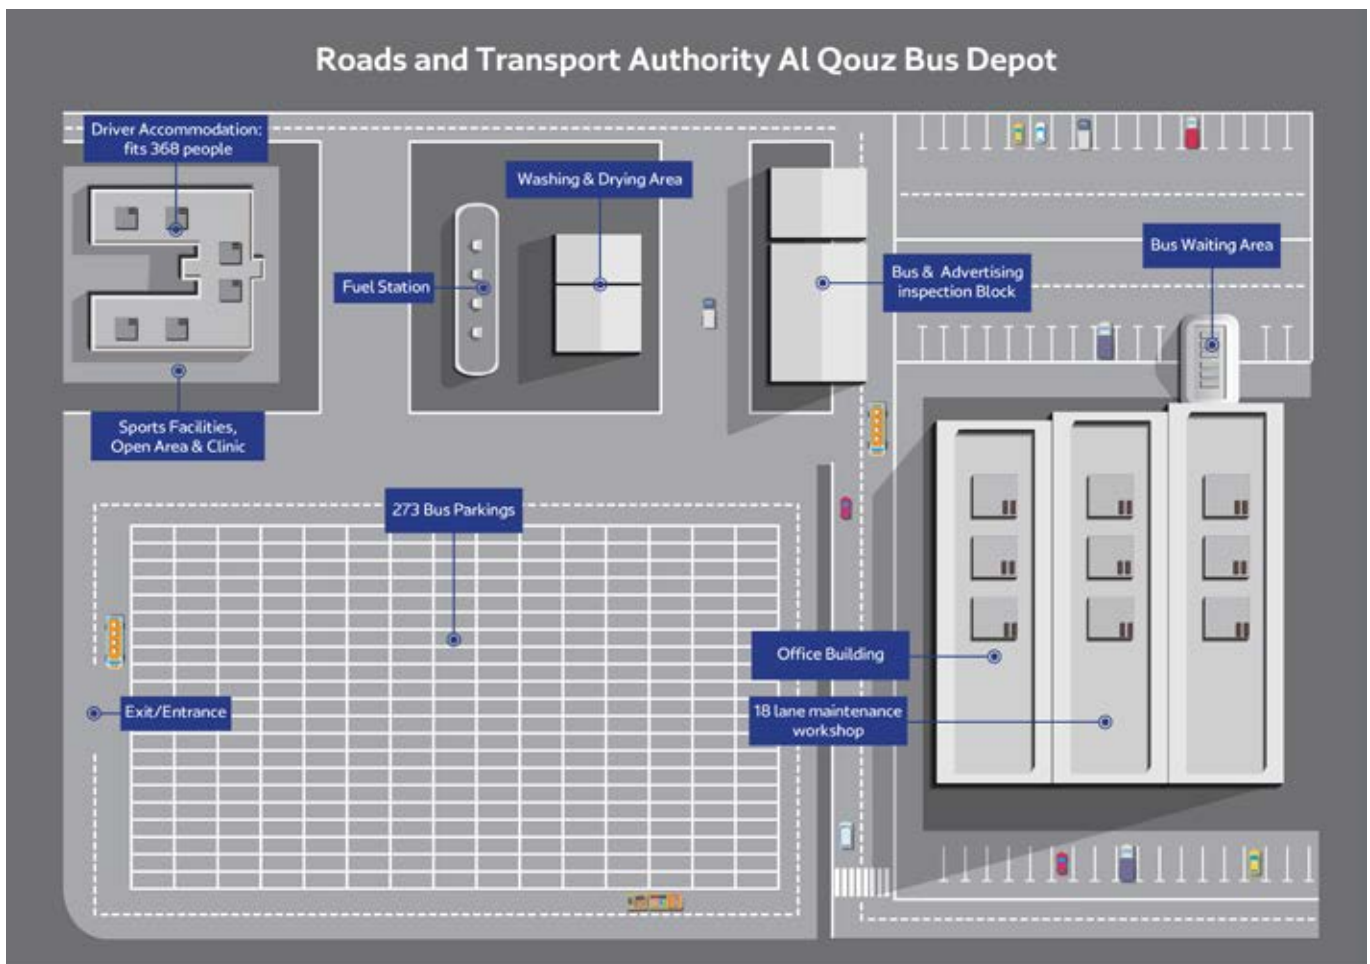 Roads and Transport Authority Al Qouz Bus Depot
Driver Accommodation:
fits 368 people
Washing & Drying Area
Fuel Station
Bus & Advertising
inspection Block
Bus Waiting Area
Sports Facilities,
Open Area & Clinic
273 Bus Parkings
Exit/Entrance
Office Building
18 lane maintenance
workshop